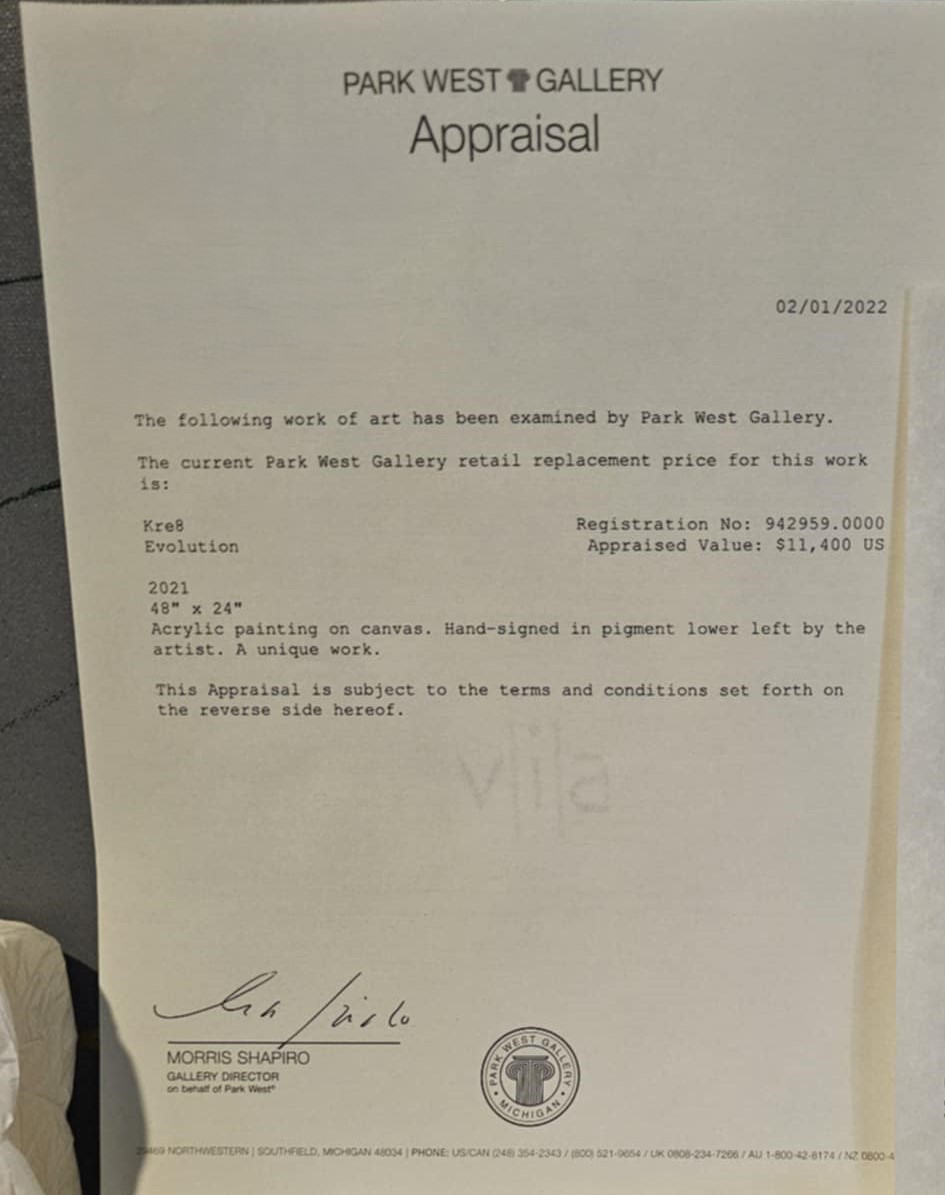 PARK WEST GALLERY
Appraisal
02/01/2022
The following work of art has been examined by Park West Gallery.
The current Park West Gallery retail replacement price for this work
is:
Kre8 Registration No: 942959.0000
Evolution Appraised Value: $11,400 US
2021
48" x 24"
Acrylic painting on canvas. Hand-signed in pigment lower left by the
artist. A unique work.
This Appraisal is subject to the terms and conditions set forth on
the reverse side hereof.
MORRIS SHAPIRO
GALLERY DIRECTOR
on behalf of Park West®
PARK WEST GALLERY • MICHIGAN •
NORTHWESTERN | SOUTHFIELD, MICHIGAN 48034 | PHONE: US/CAN (248) 354-2343 / (800) 521-9654 / UK 0808-234-7266 / AU 1-800-42-8174 / NZ 0800-4